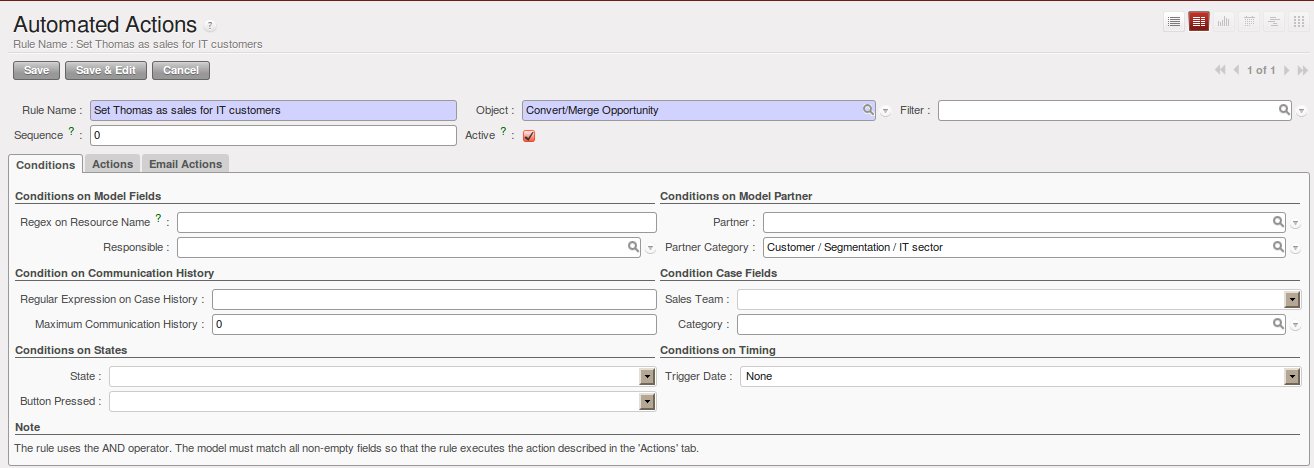 Automated Actions ?
Rule Name : Set Thomas as sales for IT customers
Save Save & Edit Cancel 1 of 1
Rule Name : Set Thomas as sales for IT customers Object : Convert/Merge Opportunity Filter :
Sequence ? : 0 Active ? :
Conditions Actions Email Actions
Conditions on Model Fields Conditions on Model Partner
Regex on Resource Name ? : Partner :
Responsible : Partner Category : Customer / Segmentation / IT sector
Condition on Communication History Condition Case Fields
Regular Expression on Case History : Sales Team :
Maximum Communication History : 0 Category :
Conditions on States Conditions on Timing
State : Trigger Date : None
Button Pressed :
Note
The rule uses the AND operator. The model must match all non-empty fields so that the rule executes the action described in the 'Actions' tab.